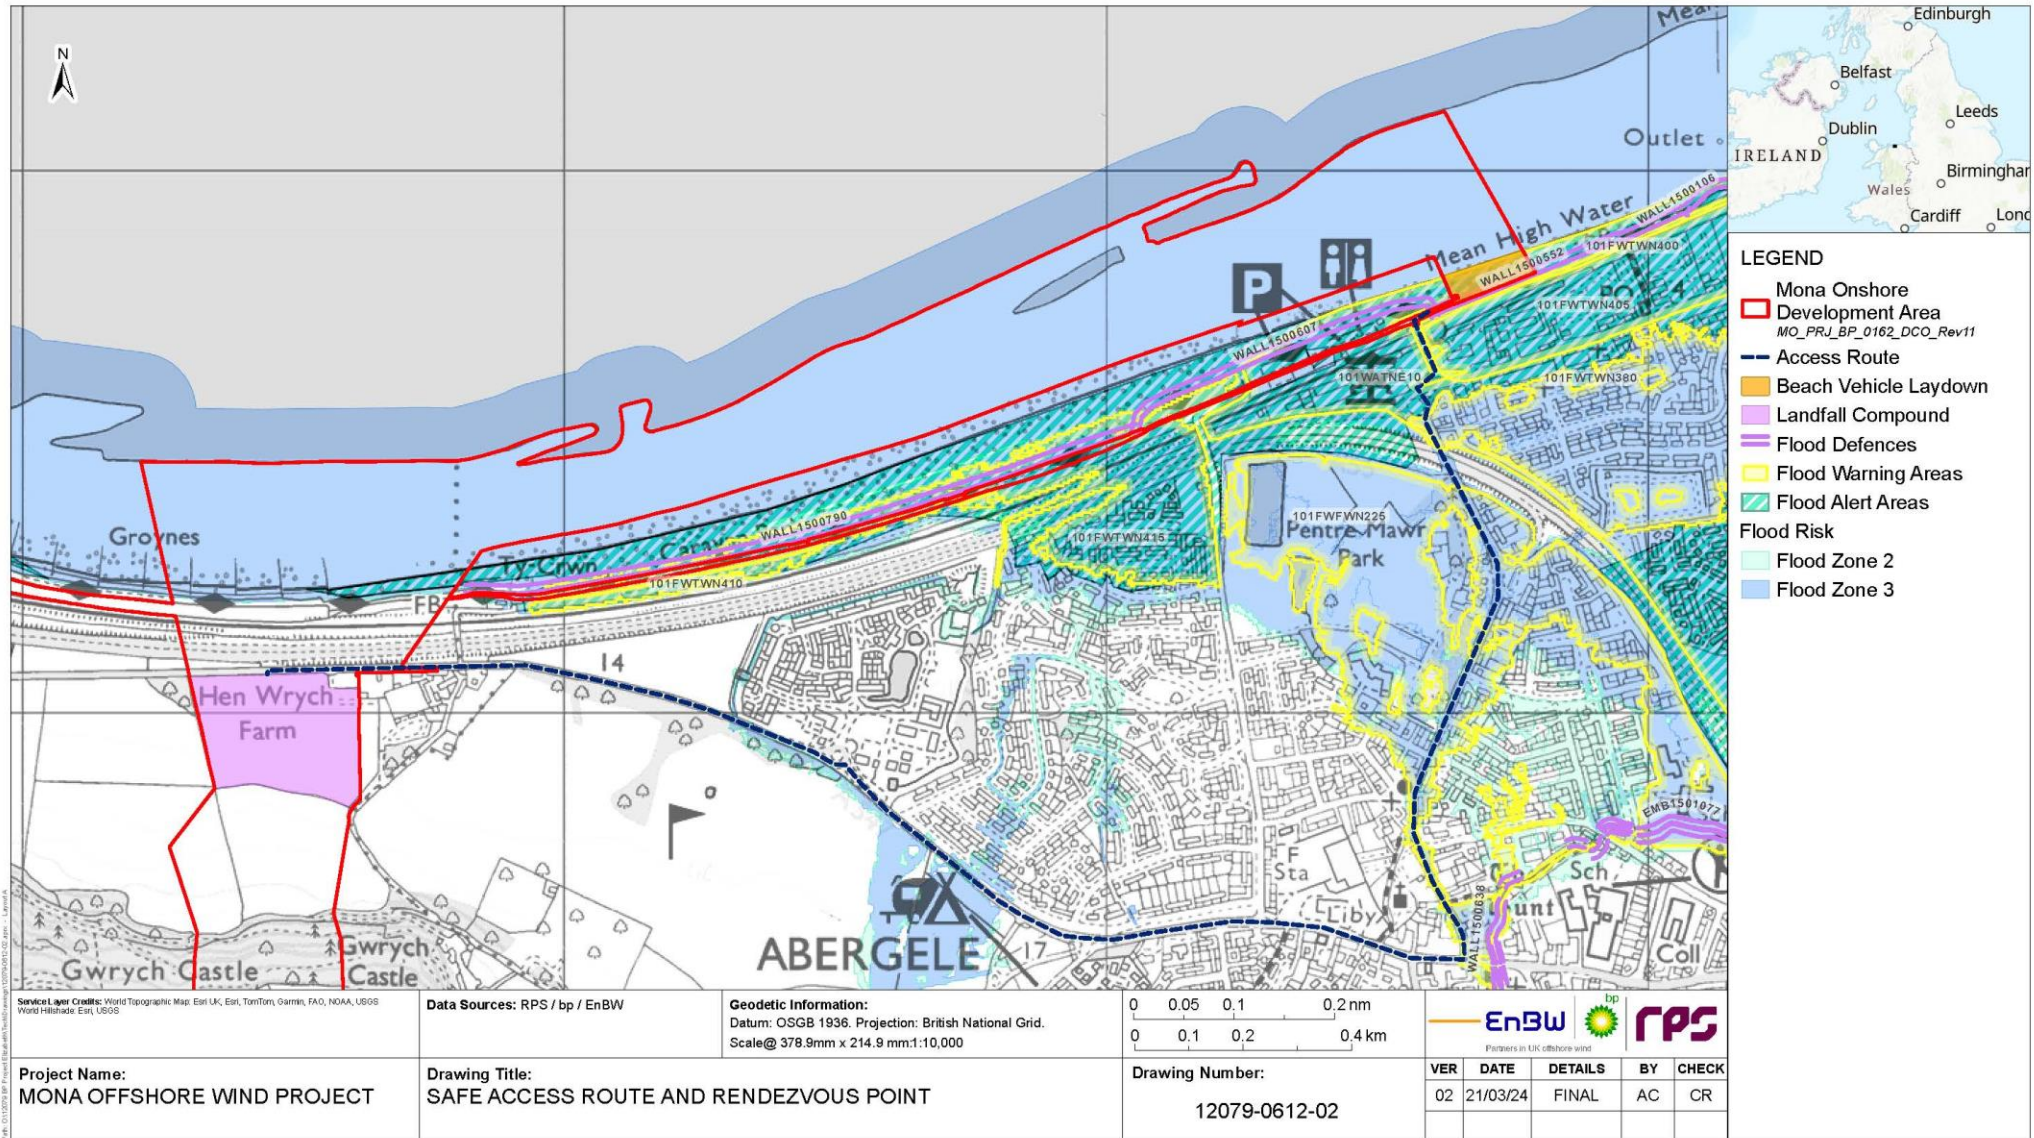 N
Mean
Outlet
Mean High Water
WALL1500106
101FWTWN400
WALL1500552
101FWTWN405
PO
4
P
WALL1500607
101WATNE10
101FWTWN380
101FWFWN225
Pentre Mawr
Park
101FWTWN415
WALL1500790
Groynes
Ty-Crwn
101FWTWN410
FB
14
Hen Wrych
Farm
EMB1501077
F
Sta
Sch
Liby
WALL1500638
Coll
ABERGELE
17
Gwrych Castle
Gwrych
Castle
Edinburgh
Belfast
Leeds
Dublin
IRELAND
Birmingham
Wales
Cardiff
Lond
LEGEND
Mona Onshore
Development Area
MO_PRJ_BP_0162_DCO_Rev11
Access Route
Beach Vehicle Laydown
Landfall Compound
Flood Defences
Flood Warning Areas
Flood Alert Areas
Flood Risk
Flood Zone 2
Flood Zone 3
Service Layer Credits: World Topographic Map: Esri UK, Esri, TomTom, Garmin, FAO, NOAA, USGS
World Hillshade: Esri, USGS
Data Sources: RPS / bp / EnBW
Geodetic Information:
Datum: OSGB 1936. Projection: British National Grid.
Scale@ 378.9mm x 214.9 mm:1:10,000
0 0.05 0.1 0.2 nm
0 0.1 0.2 0.4 km
EnBW
bp
rps
Partners in UK offshore wind
Project Name:
MONA OFFSHORE WIND PROJECT
Drawing Title:
SAFE ACCESS ROUTE AND RENDEZVOUS POINT
Drawing Number:
12079-0612-02
VER DATE DETAILS BY CHECK
02 21/03/24 FINAL AC CR